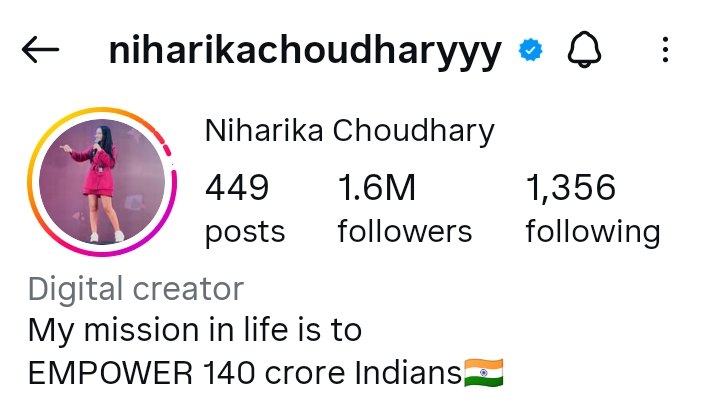 niharikachoudharyyy
Niharika Choudhary
449 1.6M 1,356
posts followers following
Digital creator
My mission in life is to
EMPOWER 140 crore Indians🇮🇳